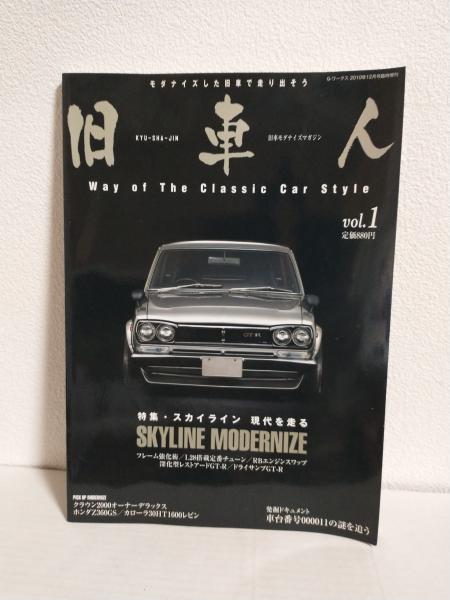 G-ワークス 2010年12月号臨時増刊
モダナイズした旧車で走り出そう
旧車人
KYU-SHA-JIN
旧車モダナイズマガジン
Way of The Classic Car Style
vol.1
定価880円
GT-R
特集・スカイライン 現代を走る
SKYLINE MODERNIZE
フレーム強化術/L28搭載定番チューン/RBエンジンスワップ
深化型レストアードGT-R/ドライサンプGT-R
PICK UP MODERNIZE
クラウン2000オーナーデラックス
ホンダZ360GS/カローラ30HT1600レビン
発掘ドキュメント
車台番号000011の謎を追う